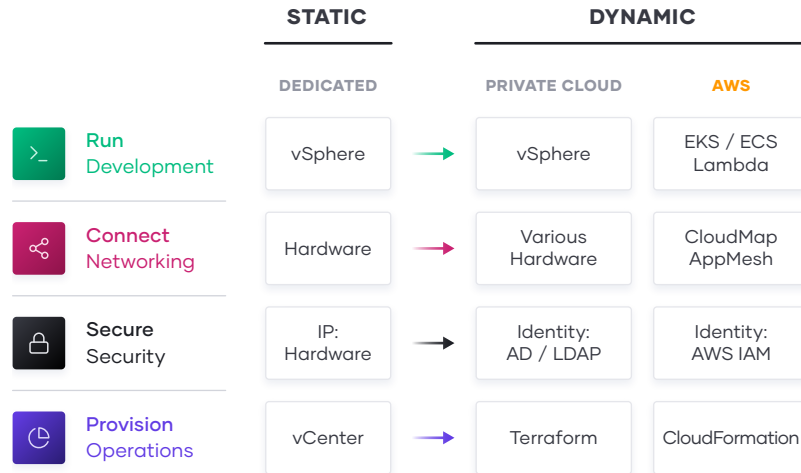 STATIC
DYNAMIC
DEDICATED
PRIVATE CLOUD
AWS
Run
Development
vSphere
vSphere
EKS / ECS
Lambda
Connect
Networking
Hardware
Various
Hardware
CloudMap
AppMesh
Secure
Security
IP:
Hardware
Identity:
AD / LDAP
Identity:
AWS IAM
Provision
Operations
vCenter
Terraform
CloudFormation